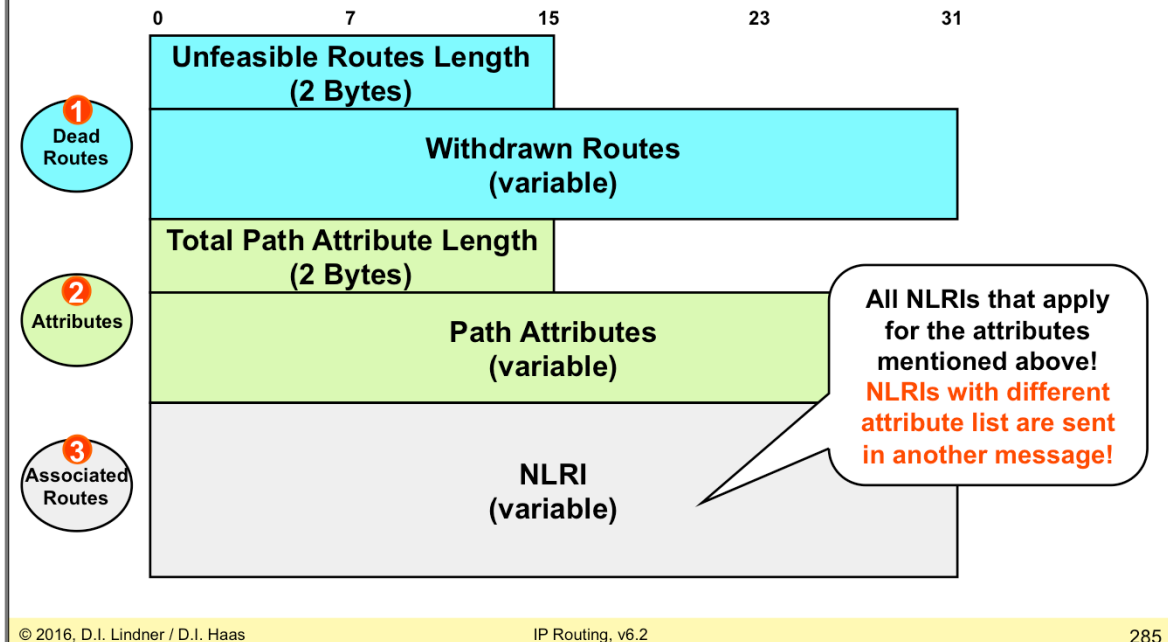 0 7 15 23 31
Unfeasible Routes Length
(2 Bytes)
1
Dead
Routes
Withdrawn Routes
(variable)
Total Path Attribute Length
(2 Bytes)
2
Attributes
Path Attributes
(variable)
All NLRIs that apply
for the attributes
mentioned above!
NLRIs with different
attribute list are sent
in another message!
3
Associated
Routes
NLRI
(variable)
© 2016, D.I. Lindner / D.I. Haas IP Routing, v6.2 285